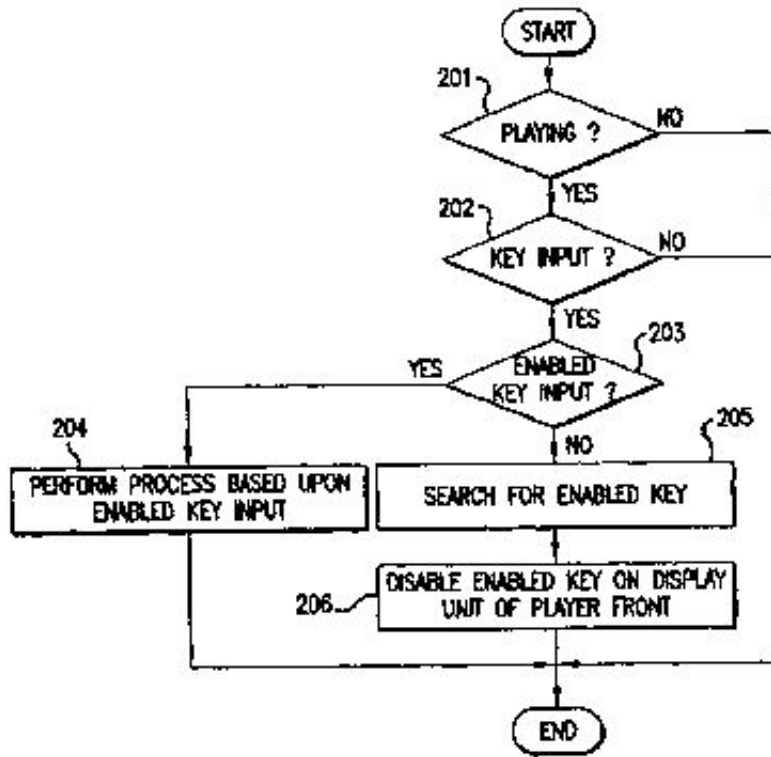 START
201
PLAYING ?
NO
YES
202
KEY INPUT ?
NO
YES
203
ENABLED
KEY INPUT ?
YES
NO
204
PERFORM PROCESS BASED UPON
ENABLED KEY INPUT
205
SEARCH FOR ENABLED KEY
206
DISABLE ENABLED KEY ON DISPLAY
UNIT OF PLAYER FRONT
END